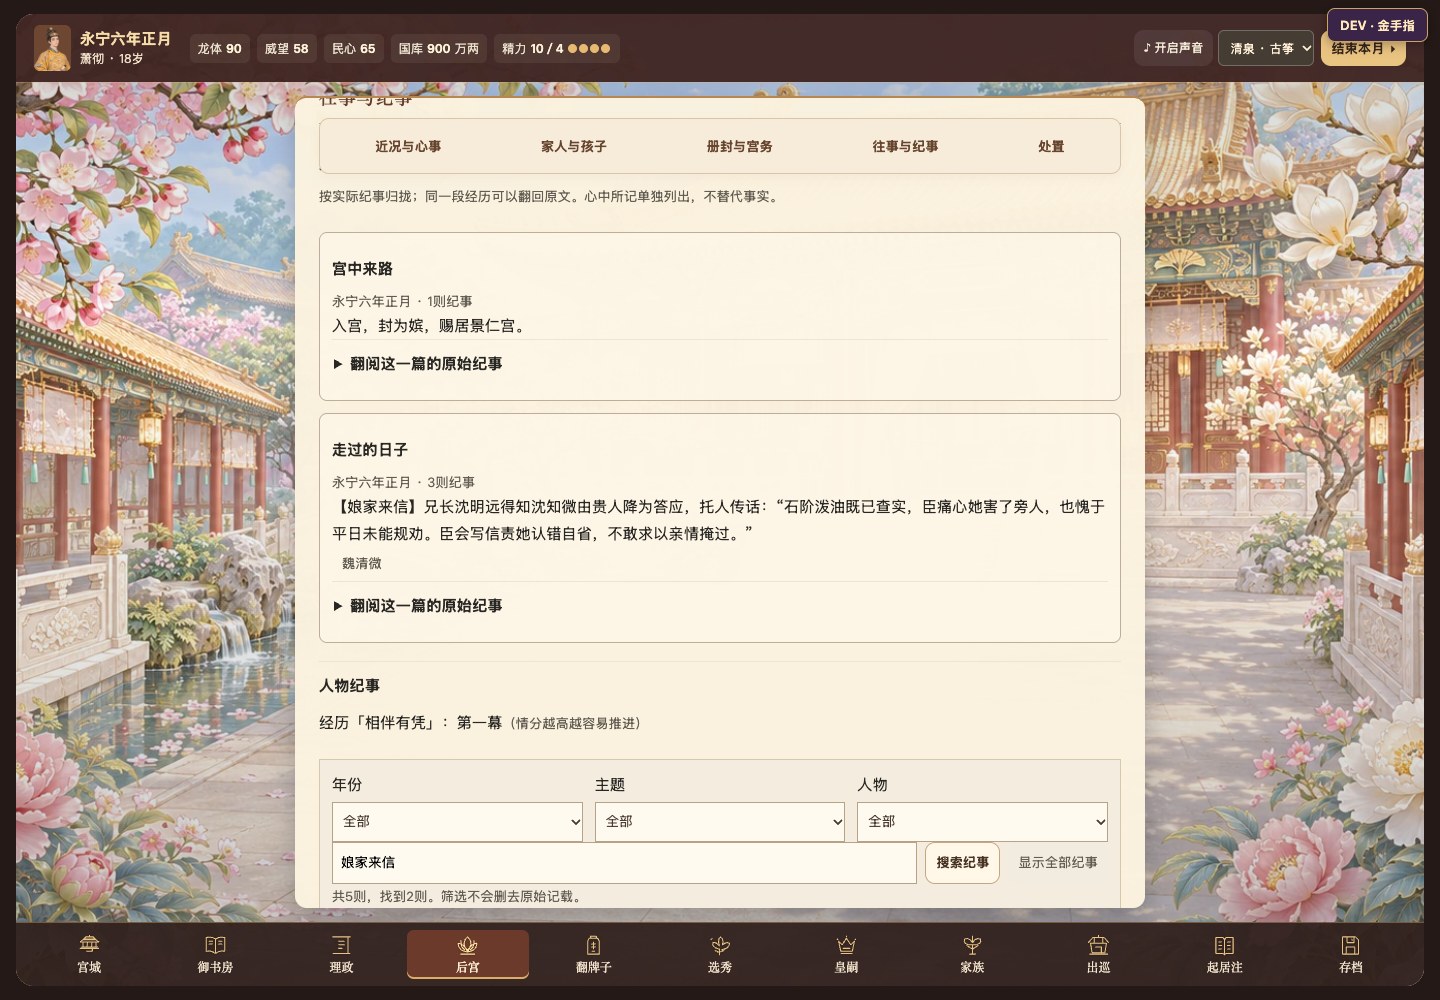 永宁六年正月
萧彻 · 18岁
龙体 90
威望 58
民心 65
国库 900 万两
精力 10 / 4
♪ 开启声音
清泉 · 古筝
DEV · 金手指
结束本月
往事与纪事
近况与心事
家人与孩子
册封与宫务
往事与纪事
处置
按实际纪事归拢；同一段经历可以翻回原文。心中所记单独列出，不替代事实。
宫中来路
永宁六年正月 · 1则纪事
入宫，封为嫔，赐居景仁宫。
▶ 翻阅这一篇的原始纪事
走过的日子
永宁六年正月 · 3则纪事
【娘家来信】兄长沈明远得知沈知微由贵人降为答应，托人传话：“石阶泼油既已查实，臣痛心她害了旁人，也愧于
平日未能规劝。臣会写信责她认错自省，不敢求以亲情掩过。”
魏清微
▶ 翻阅这一篇的原始纪事
人物纪事
经历「相伴有凭」：第一幕（情分越高越容易推进）
年份
主题
人物
全部
全部
全部
娘家来信
搜索纪事
显示全部纪事
共5则，找到2则。筛选不会删去原始记载。
官城
御书房
理政
后宫
翻牌子
选秀
皇嗣
家族
出巡
起居注
存档